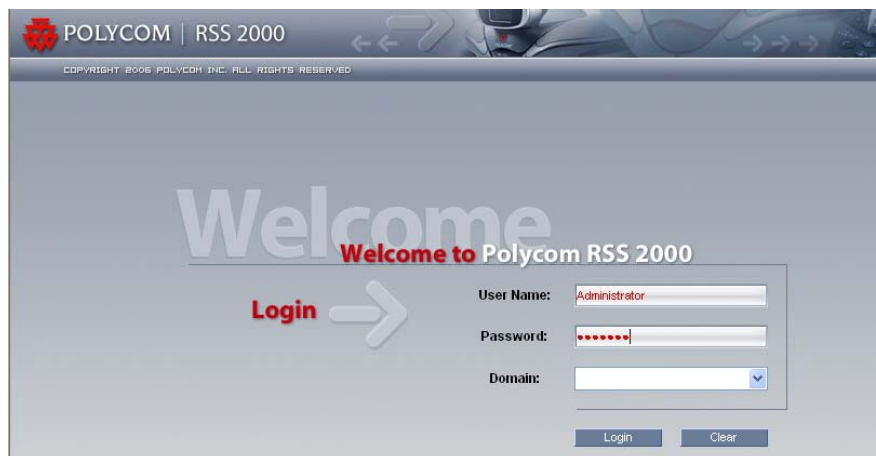 POLYCOM | RSS 2000
COPYRIGHT 2006 POLYCOM INC. ALL RIGHTS RESERVED
Welcome
Welcome to Polycom RSS 2000
Login
User Name: Administrator
Password: •••••••
Domain:
Login Clear